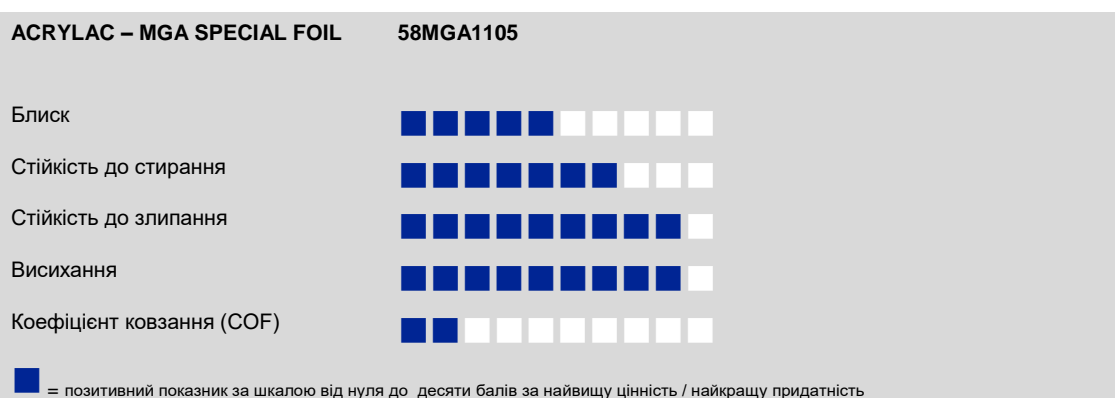 ACRYLAC – MGA SPECIAL FOIL 58MGA1105
Блиск
Стійкість до стирання
Стійкість до злипання
Висихання
Коефіцієнт ковзання (COF)
= позитивний показник за шкалою від нуля до десяти балів за найвищу цінність / найкращу придатність